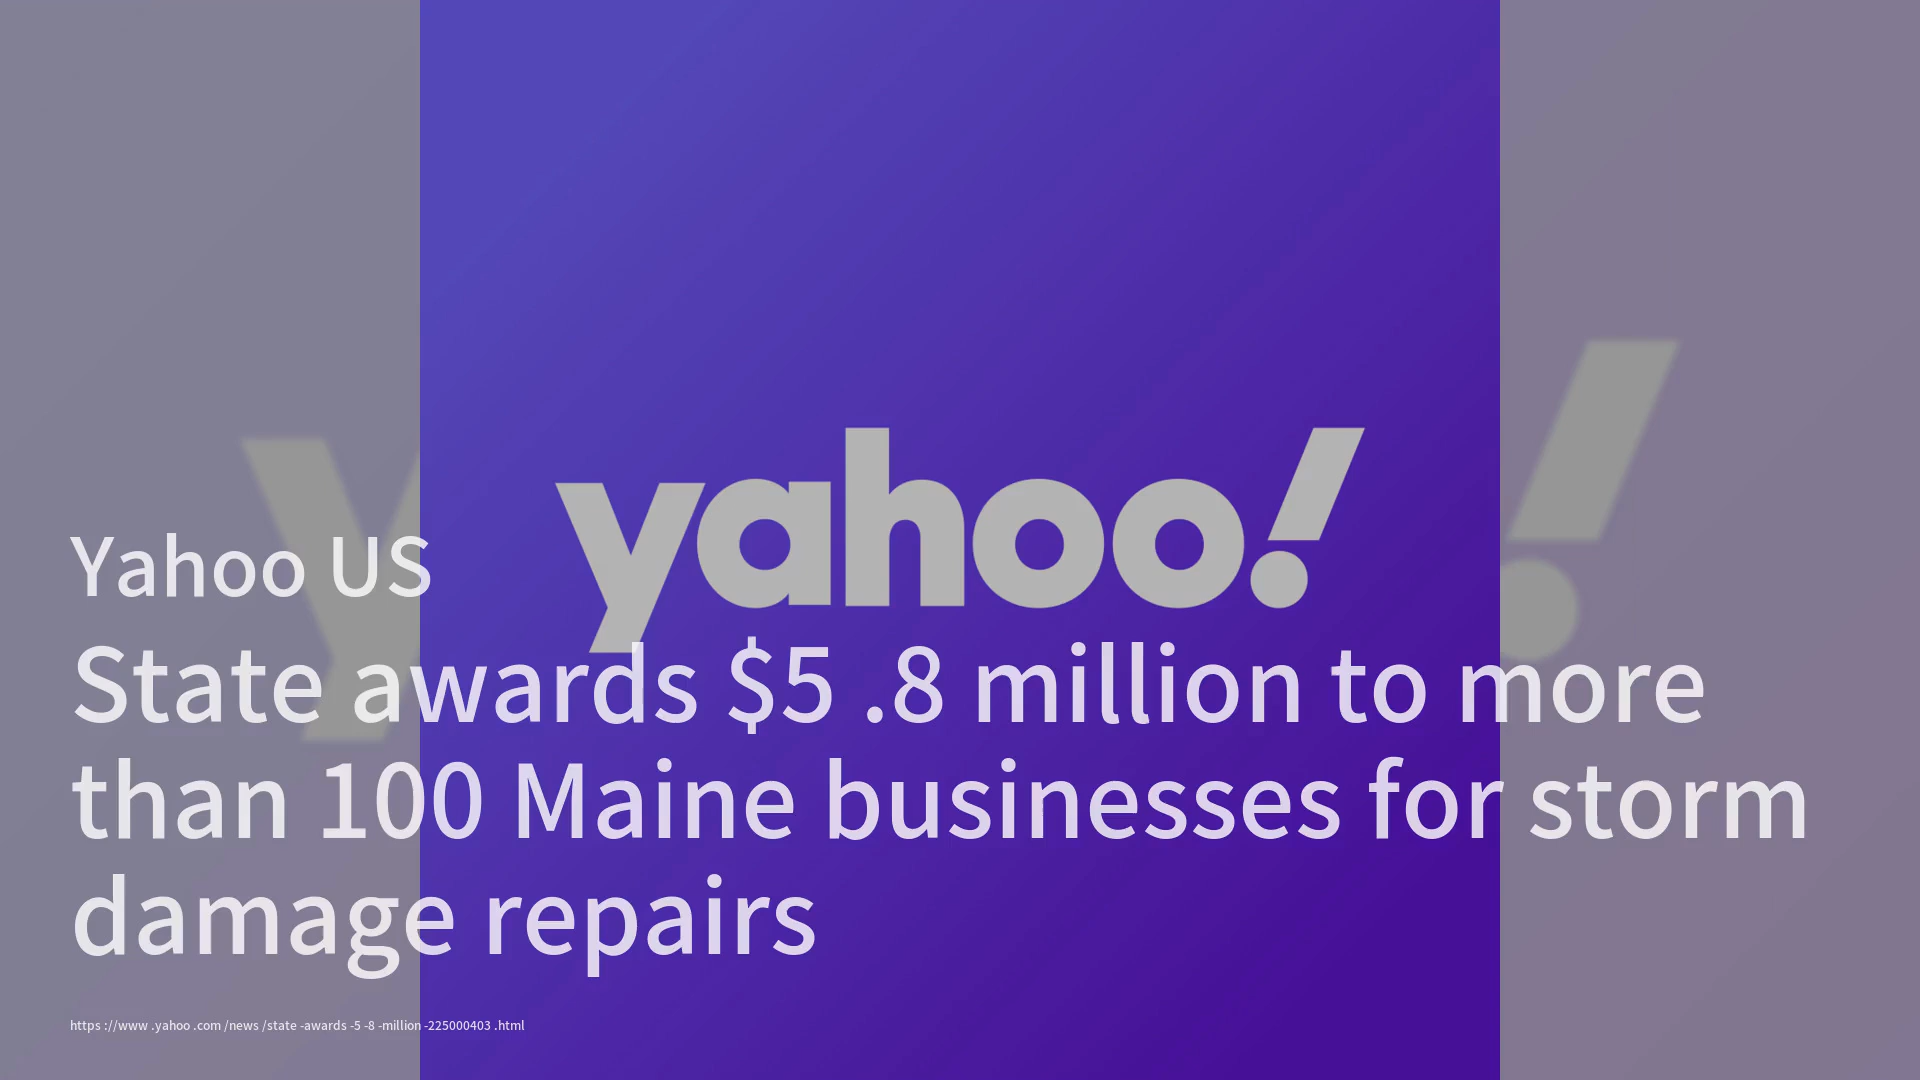 yahoo!
Yahoo US
State awards $5 .8 million to more
than 100 Maine businesses for storm
damage repairs
https ://www .yahoo .com /news /state -awards -5 -8 -million -225000403 .html